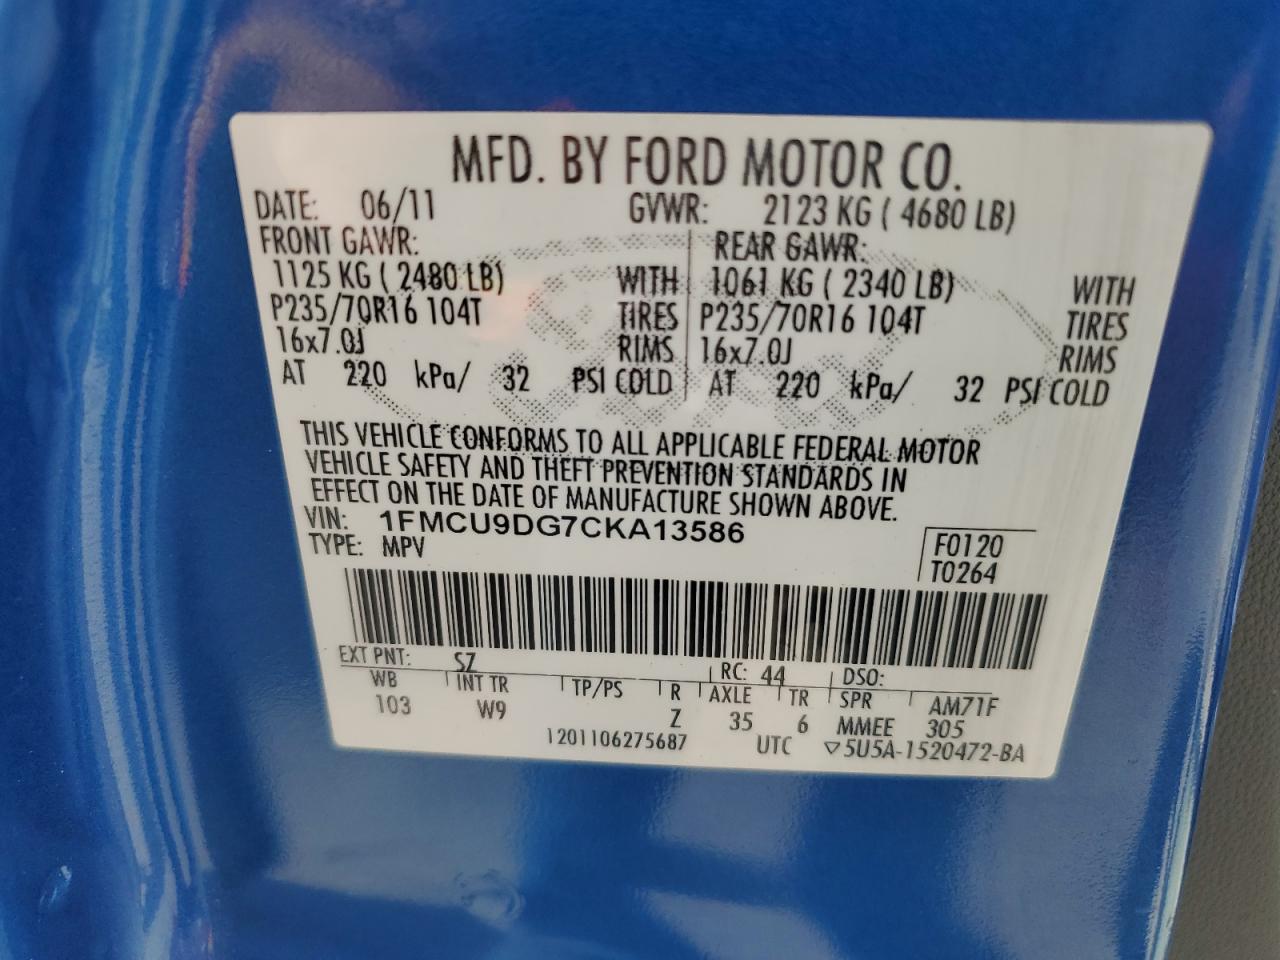 MFD. BY FORD MOTOR CO.
DATE: 06/11 GVWR: 2123 KG ( 4680 LB)
FRONT GAWR: REAR GAWR:
1125 KG ( 2480 LB) WITH 1061 KG ( 2340 LB) WITH
P235/70R16 104T TIRES P235/70R16 104T TIRES
16x7.0J RIMS 16x7.0J RIMS
AT 220 kPa/ 32 PSI COLD AT 220 kPa/ 32 PSI COLD
THIS VEHICLE CONFORMS TO ALL APPLICABLE FEDERAL MOTOR
VEHICLE SAFETY AND THEFT PREVENTION STANDARDS IN
EFFECT ON THE DATE OF MANUFACTURE SHOWN ABOVE.
VIN: 1FMCU9DG7CKA13586
TYPE: MPV
F0120
T0264
EXT PNT: SZ RC: 44 DSO:
WB INT TR TP/PS R AXLE TR SPR AM71F
103 W9 Z 35 6 MMEE 305
1201106275687 UTC ▽5U5A-1520472-BA
Ford